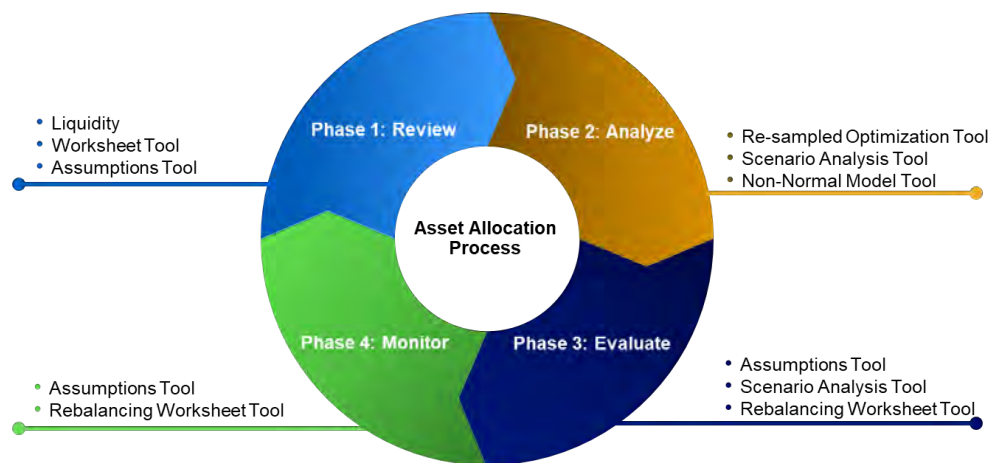 Phase 1: Review
• Liquidity
• Worksheet Tool
• Assumptions Tool
Phase 2: Analyze
• Re-sampled Optimization Tool
• Scenario Analysis Tool
• Non-Normal Model Tool
Asset Allocation
Process
Phase 3: Evaluate
• Assumptions Tool
• Scenario Analysis Tool
• Rebalancing Worksheet Tool
Phase 4: Monitor
• Assumptions Tool
• Rebalancing Worksheet Tool